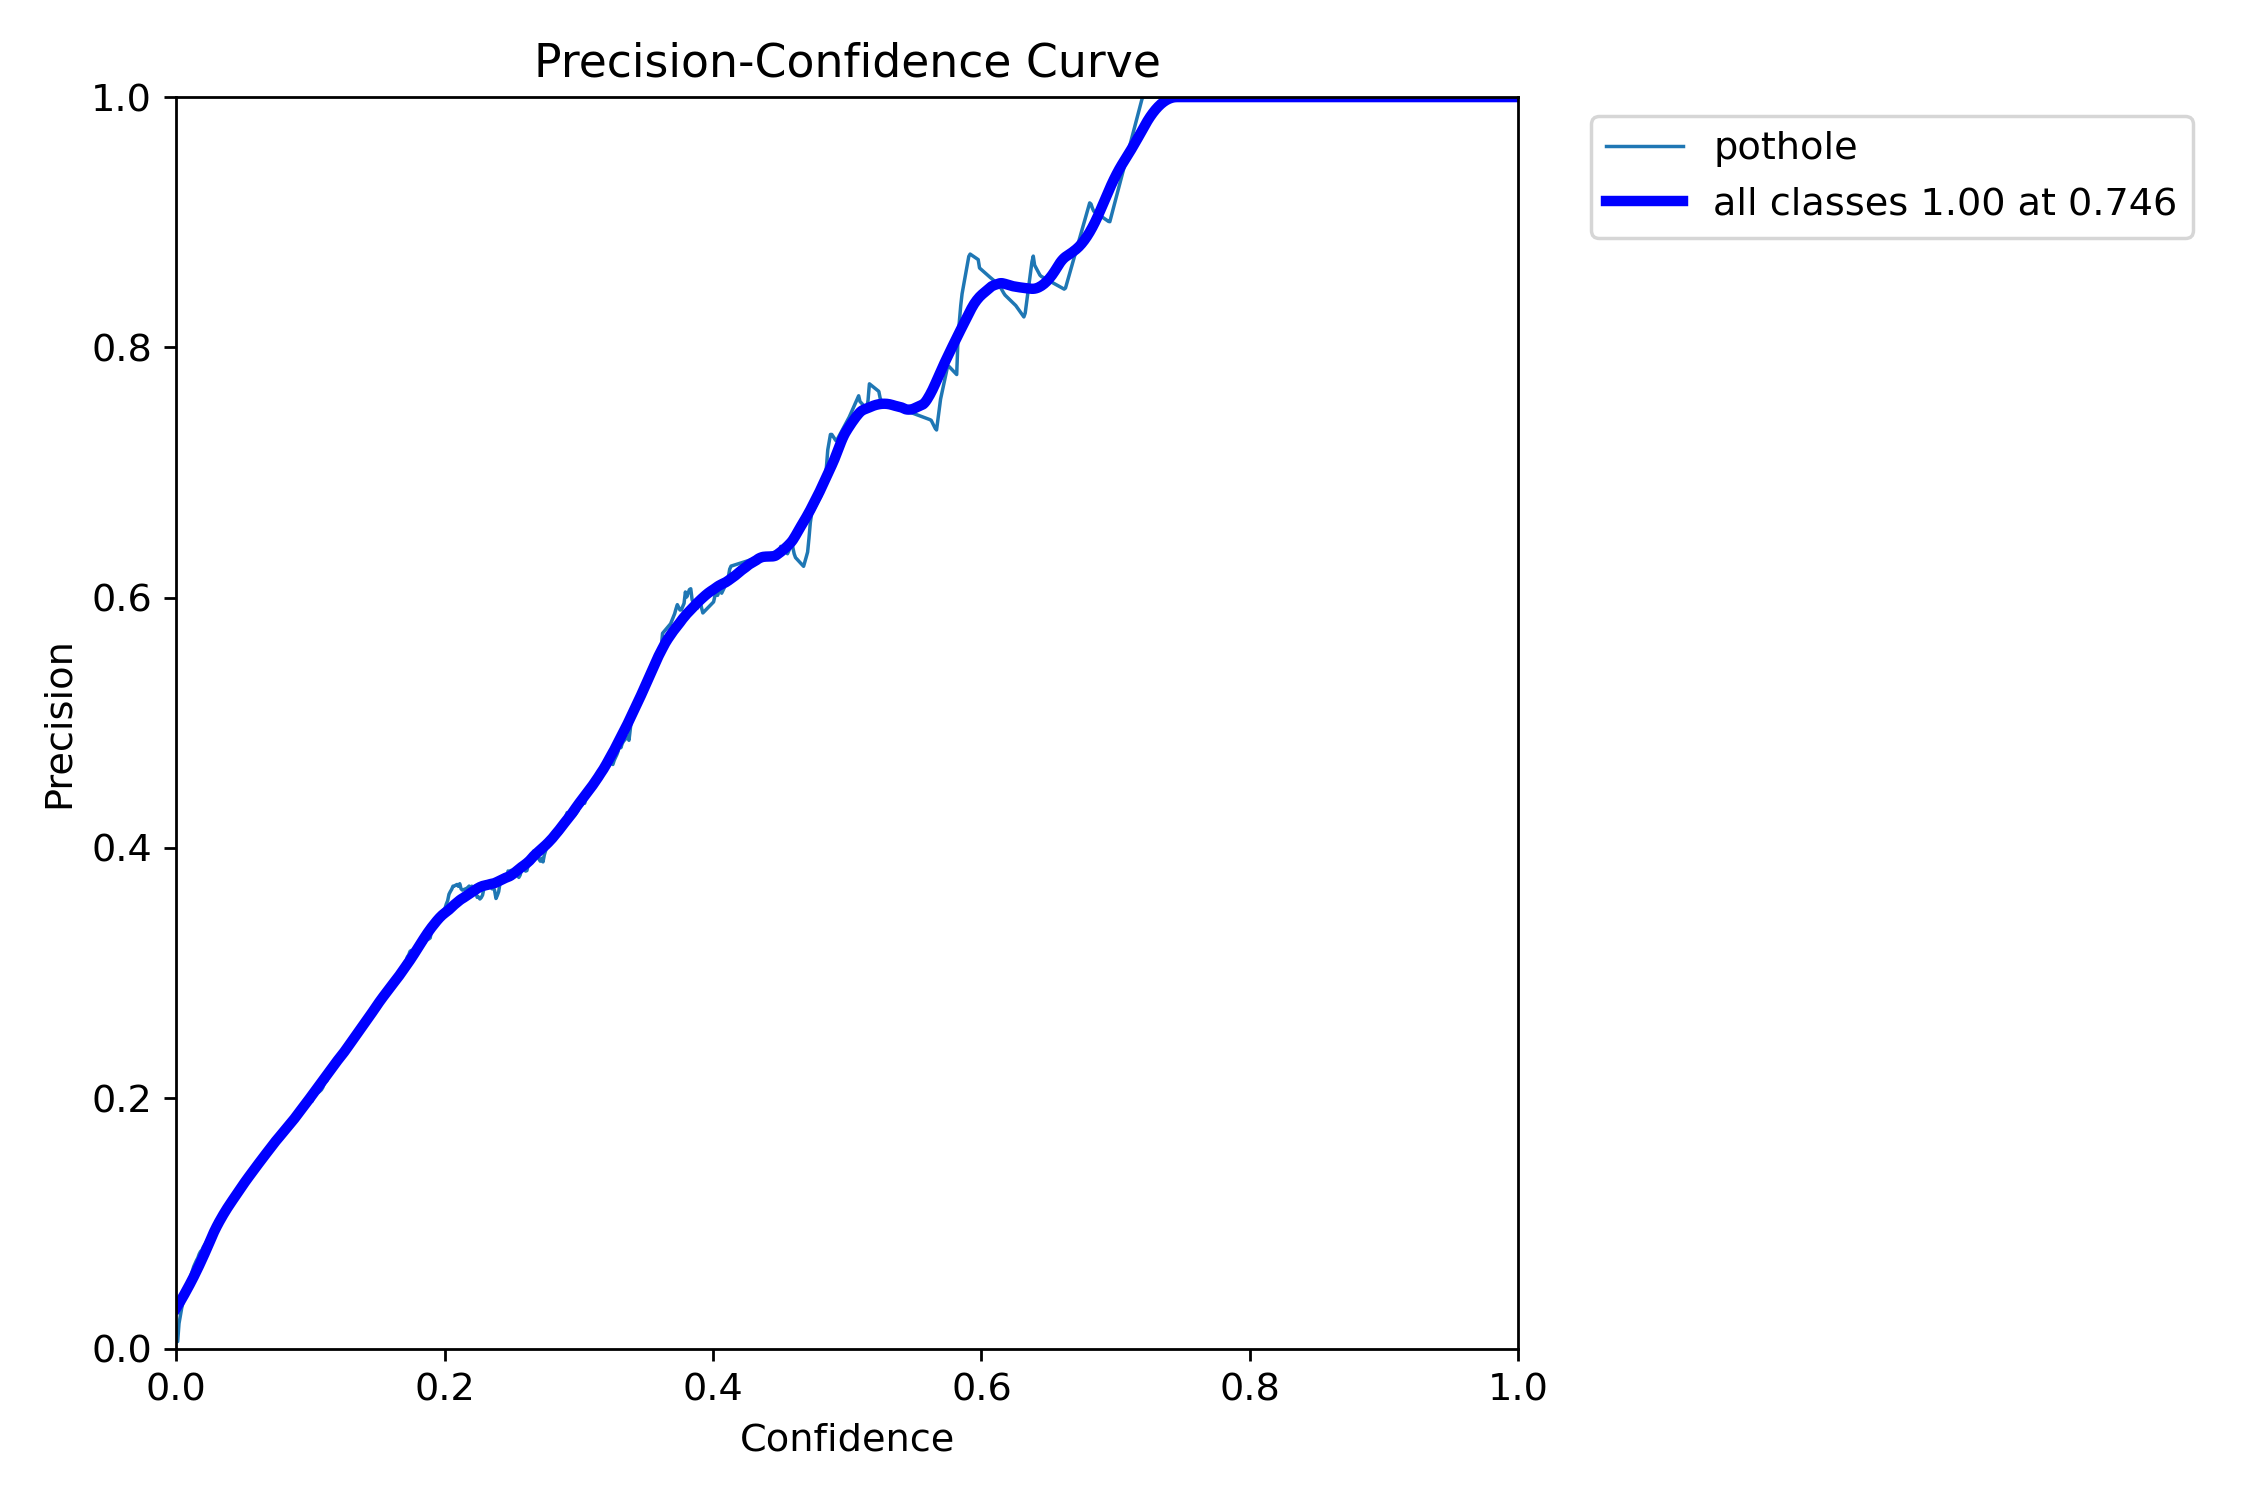 Precision-Confidence Curve
pothole
all classes 1.00 at 0.746
Precision
1.0
0.8
0.6
0.4
0.2
0.0
0.0 0.2 0.4 0.6 0.8 1.0
Confidence